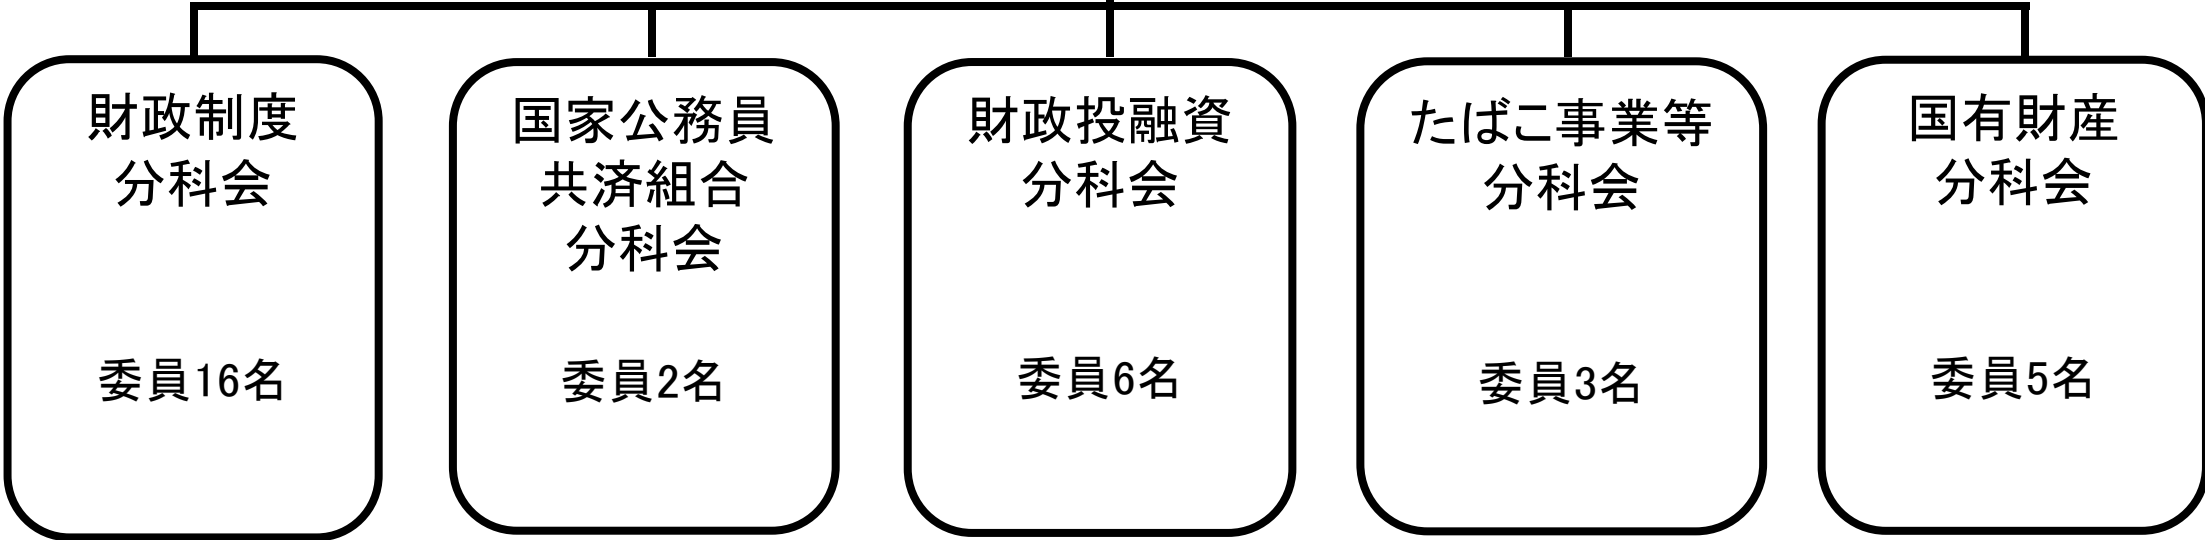 財政制度
分科会
委員16名
国家公務員
共済組合
分科会
委員2名
財政投融資
分科会
委員6名
たばこ事業等
分科会
委員3名
国有財産
分科会
委員5名